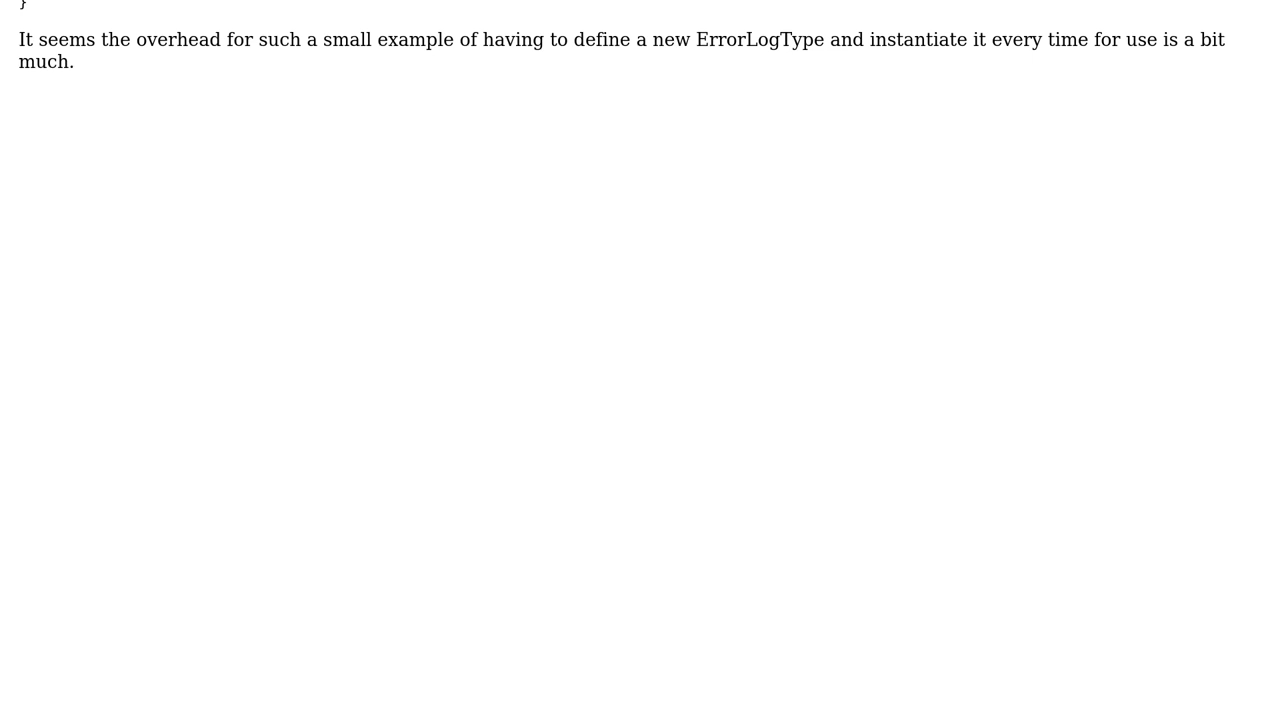 }
It seems the overhead for such a small example of having to define a new ErrorLogType and instantiate it every time for use is a bit
much.